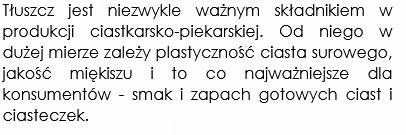 Tłuszcz jest niezwykle ważnym składnikiem w
produkcji ciastkarsko-piekarskiej. Od niego w
dużej mierze zależy plastyczność ciasta surowego,
jakość miękiszu i to co najważniejsze dla
konsumentów - smak i zapach gotowych ciast i
ciasteczek.